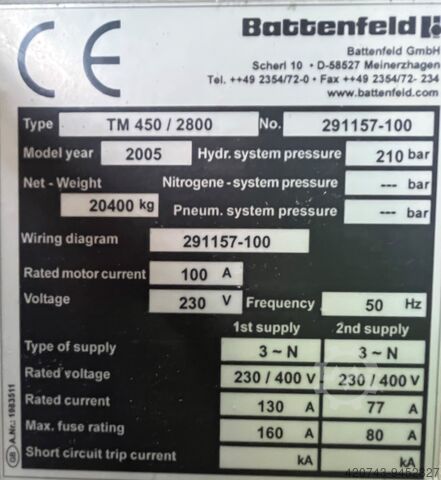 CE
Battenfeld
Battenfeld GmbH
Scherl 10 • D-58527 Meinerzhagen
Tel. ++49 2354/72-0 • Fax ++49 2354/72- 234
www.battenfeld.com
Type TM 450 / 2800 No. 291157-100
Model year 2005 Hydr. system pressure 210 bar
Net - Weight Nitrogene - system pressure --- bar
20400 kg Pneum. system pressure --- bar
Wiring diagram 291157-100
Rated motor current 100 A
Voltage 230 V Frequency 50 Hz
1st supply 2nd supply
Type of supply 3 ~ N 3 ~ N
Rated voltage 230 / 400 V 230 / 400 V
Rated current 130 A 77 A
Max. fuse rating 160 A 80 A
Short circuit trip current kA kA
GB A.Nr.: 1983511